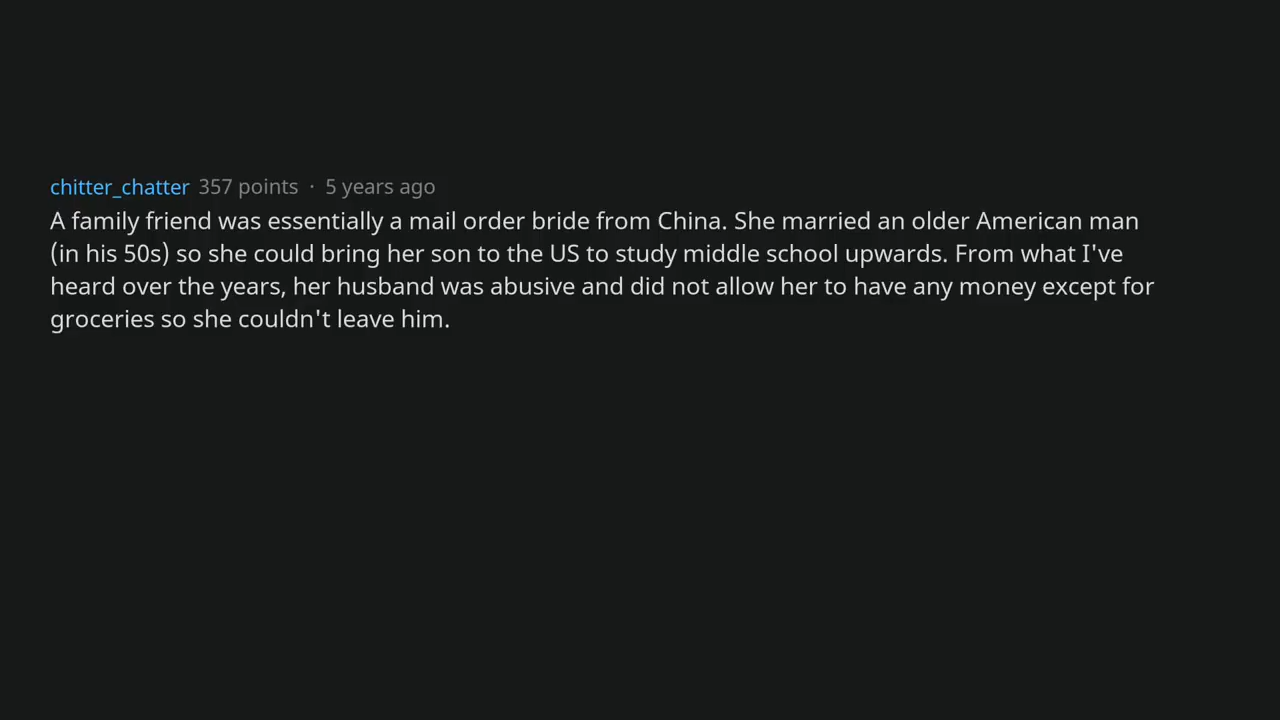 chitter_chatter 357 points · 5 years ago
A family friend was essentially a mail order bride from China. She married an older American man
(in his 50s) so she could bring her son to the US to study middle school upwards. From what I've
heard over the years, her husband was abusive and did not allow her to have any money except for
groceries so she couldn't leave him.